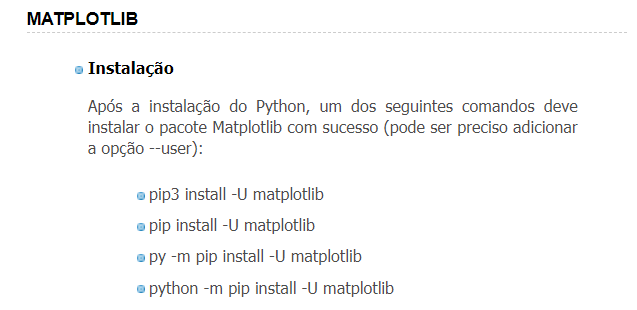 MATPLOTLIB
Instalação
Após a instalação do Python, um dos seguintes comandos deve
instalar o pacote Matplotlib com sucesso (pode ser preciso adicionar
a opção --user):
pip3 install -U matplotlib
pip install -U matplotlib
py -m pip install -U matplotlib
python -m pip install -U matplotlib